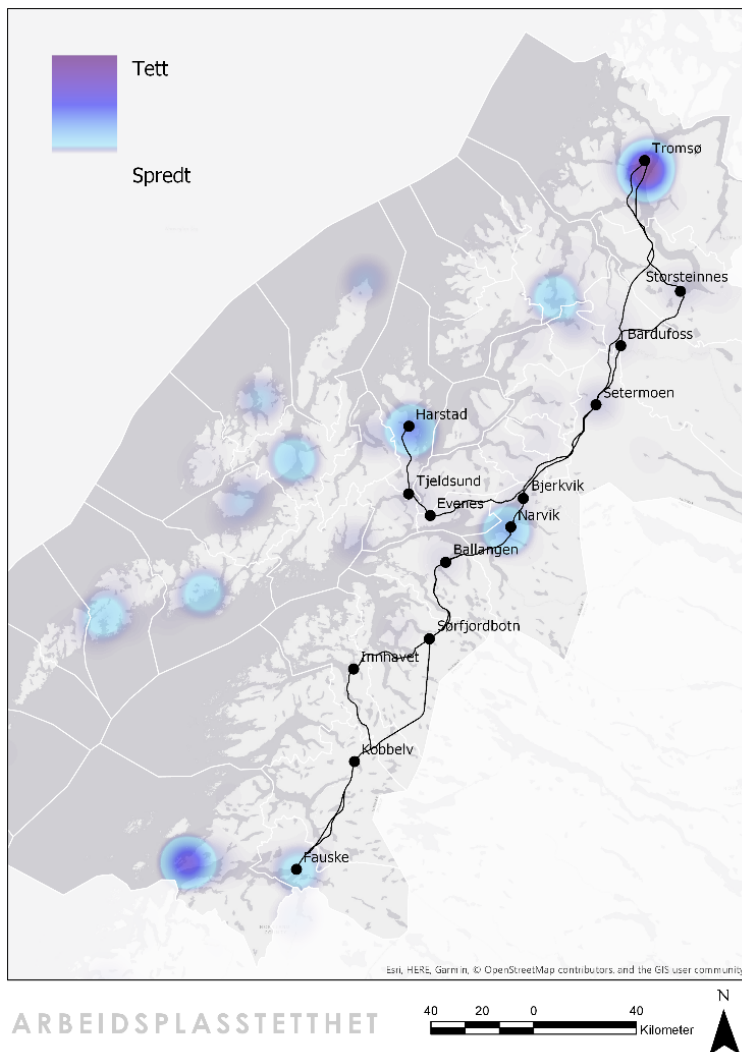 Tett
Spredt
Tromsø
Storsteinnes
Bardufoss
Setermoen
Harstad
Tjeldsund
Bjerkvik
Evenes
Narvik
Ballangen
Sørfjordbotn
Innhavet
Kobbelv
Fauske
Esri, HERE, Garmin, © OpenStreetMap contributors, and the GIS user community
ARBEIDSPLASSTETTHET
40 20 0 40
Kilometer
N